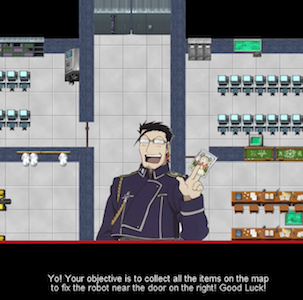 Yo! Your objective is to collect all the items on the map
to fix the robot near the door on the right! Good Luck!